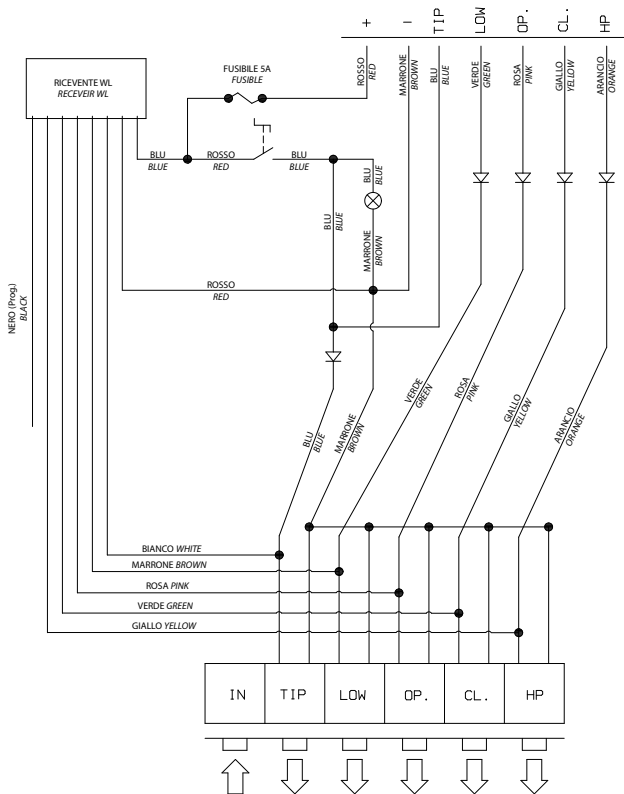 +
−
TIP
LOW
OP.
CL.
HP
ROSSO
RED
MARRONE
BROWN
BLU
BLUE
VERDE
GREEN
ROSA
PINK
GIALLO
YELLOW
ARANCIO
ORANGE
FUSIBILE 5A
FUSIBLE
RICEVENTE WL
RECEVEIR WL
BLU
BLUE
ROSSO
RED
BLU
BLUE
BLU
BLUE
BLU
BLUE
MARRONE
BROWN
ROSSO
RED
NERO (Prog.)
BLACK
BLU
BLUE
MARRONE
BROWN
VERDE
GREEN
ROSA
PINK
GIALLO
YELLOW
ARANCIO
ORANGE
BIANCO WHITE
MARRONE BROWN
ROSA PINK
VERDE GREEN
GIALLO YELLOW
IN
TIP
LOW
OP.
CL.
HP